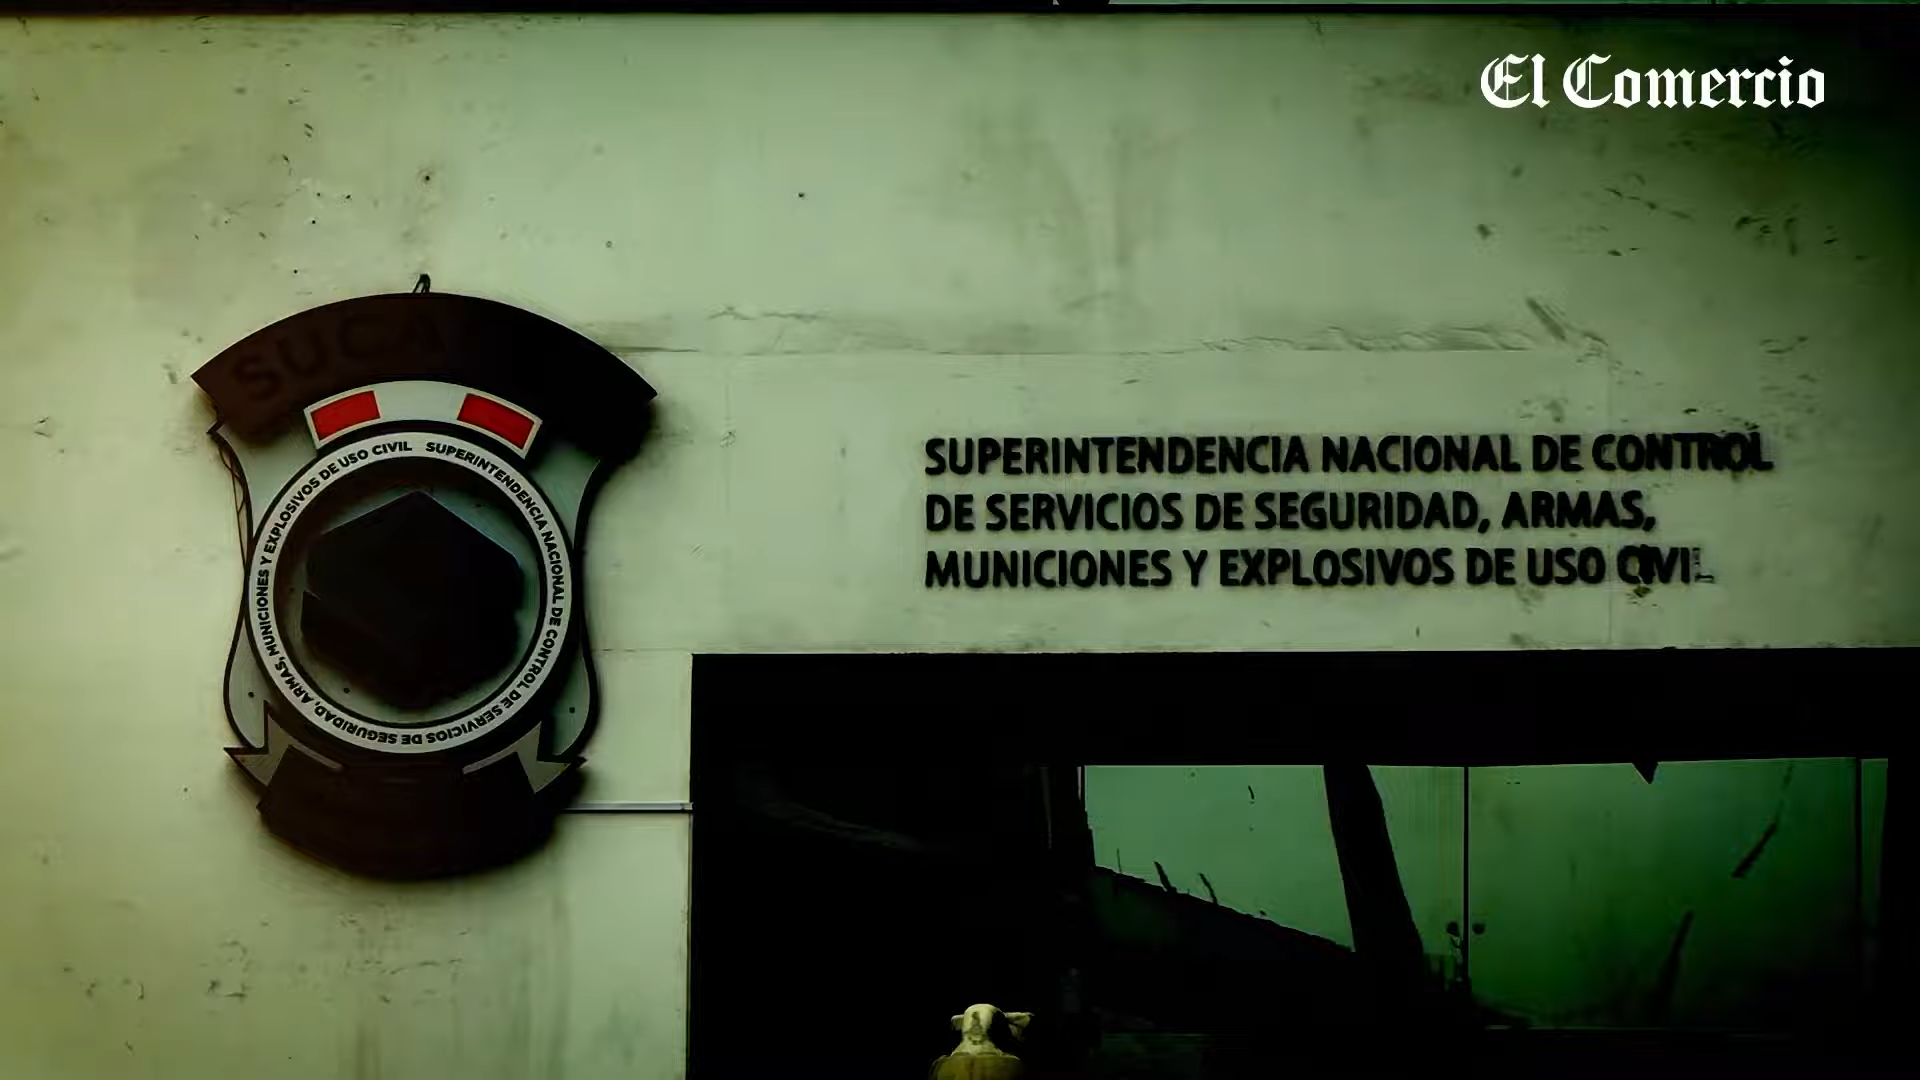 El Comercio
SUCA
SUPERINTENDENCIA NACIONAL DE CONTROL DE SERVICIOS DE SEGURIDAD, ARMAS, MUNICIONES Y EXPLOSIVOS DE USO CIVIL
SUPERINTENDENCIA NACIONAL DE CONTROL
DE SERVICIOS DE SEGURIDAD, ARMAS,
MUNICIONES Y EXPLOSIVOS DE USO CIVIL